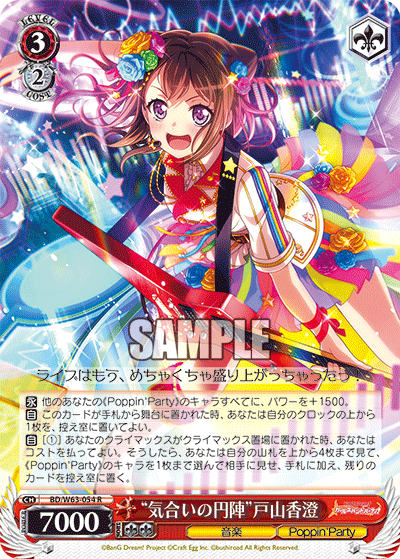 LEVEL
3
2
COST
SAMPLE
ライブはもう、めちゃくちゃ盛り上がっちゃうだろ!
永 他のあなたの《Poppin'Party》のキャラすべてに、パワーを+1500。
自 このカードが手札から舞台に置かれた時、あなたは自分のクロックの上から
1枚を、控え室に置いてよい。
自 [①] あなたのクライマックスがクライマックス置場に置かれた時、あなたは
コストを払ってよい。そうしたら、あなたは自分の山札を上から4枚まで見て、
《Poppin'Party》のキャラを1枚まで選んで相手に見せ、手札に加え、残りの
カードを控え室に置く。
CH
BD/W63-054 R
7000
"気合いの円陣"戸山香澄
音楽
Poppin'Party
©BanG Dream! Project ©Craft Egg Inc. ©bushiroad All Rights Reserved.